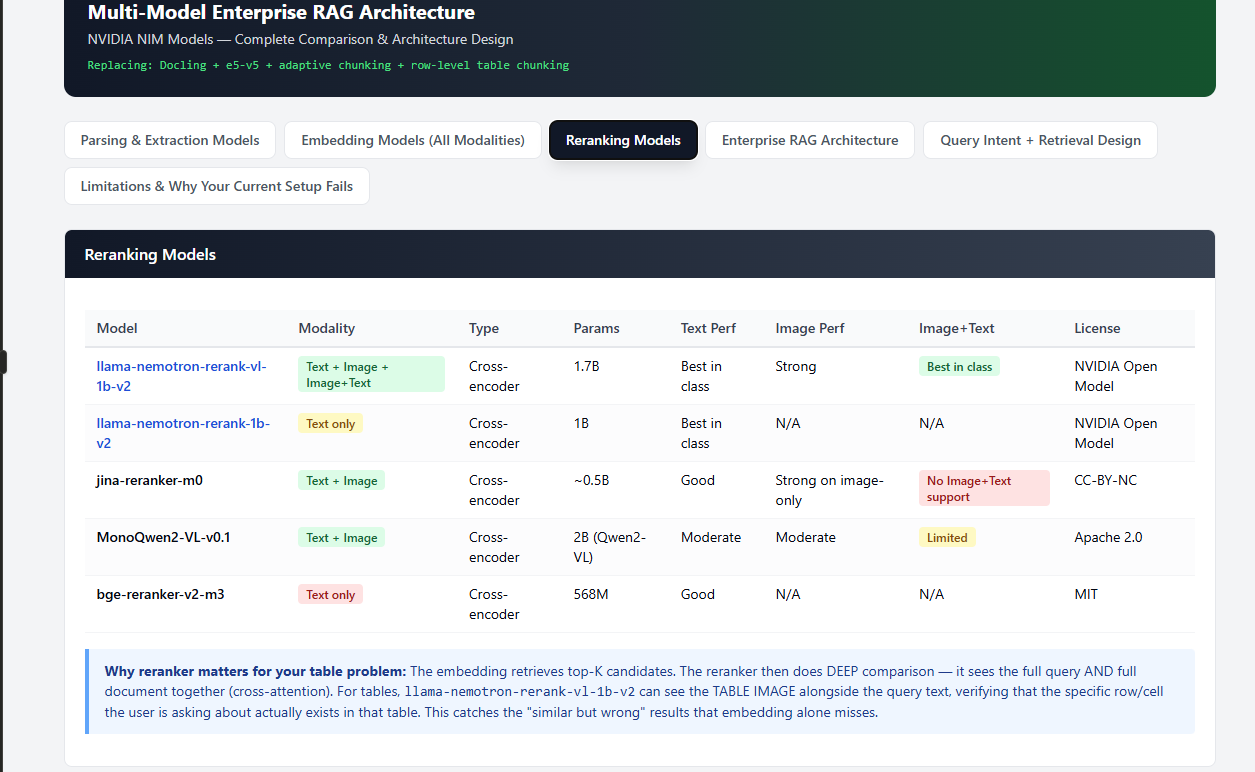 Multi-Model Enterprise RAG Architecture
NVIDIA NIM Models — Complete Comparison & Architecture Design
Replacing: Docling + e5-v5 + adaptive chunking + row-level table chunking
Parsing & Extraction Models
Embedding Models (All Modalities)
Reranking Models
Enterprise RAG Architecture
Query Intent + Retrieval Design
Limitations & Why Your Current Setup Fails
Reranking Models
Model Modality Type Params Text Perf Image Perf Image+Text License
llama-nemotron-rerank-vl-
1b-v2
Text + Image +
Image+Text
Cross-
encoder
1.7B
Best in
class
Strong
Best in class
NVIDIA Open
Model
llama-nemotron-rerank-1b-
v2
Text only
Cross-
encoder
1B
Best in
class
N/A
N/A
NVIDIA Open
Model
jina-reranker-m0
Text + Image
Cross-
encoder
~0.5B
Good
Strong on image-
only
No Image+Text
support
CC-BY-NC
MonoQwen2-VL-v0.1
Text + Image
Cross-
encoder
2B (Qwen2-
VL)
Moderate
Moderate
Limited
Apache 2.0
bge-reranker-v2-m3
Text only
Cross-
encoder
568M
Good
N/A
N/A
MIT
Why reranker matters for your table problem: The embedding retrieves top-K candidates. The reranker then does DEEP comparison — it sees the full query AND full
document together (cross-attention). For tables, llama-nemotron-rerank-vl-1b-v2 can see the TABLE IMAGE alongside the query text, verifying that the specific row/cell
the user is asking about actually exists in that table. This catches the "similar but wrong" results that embedding alone misses.